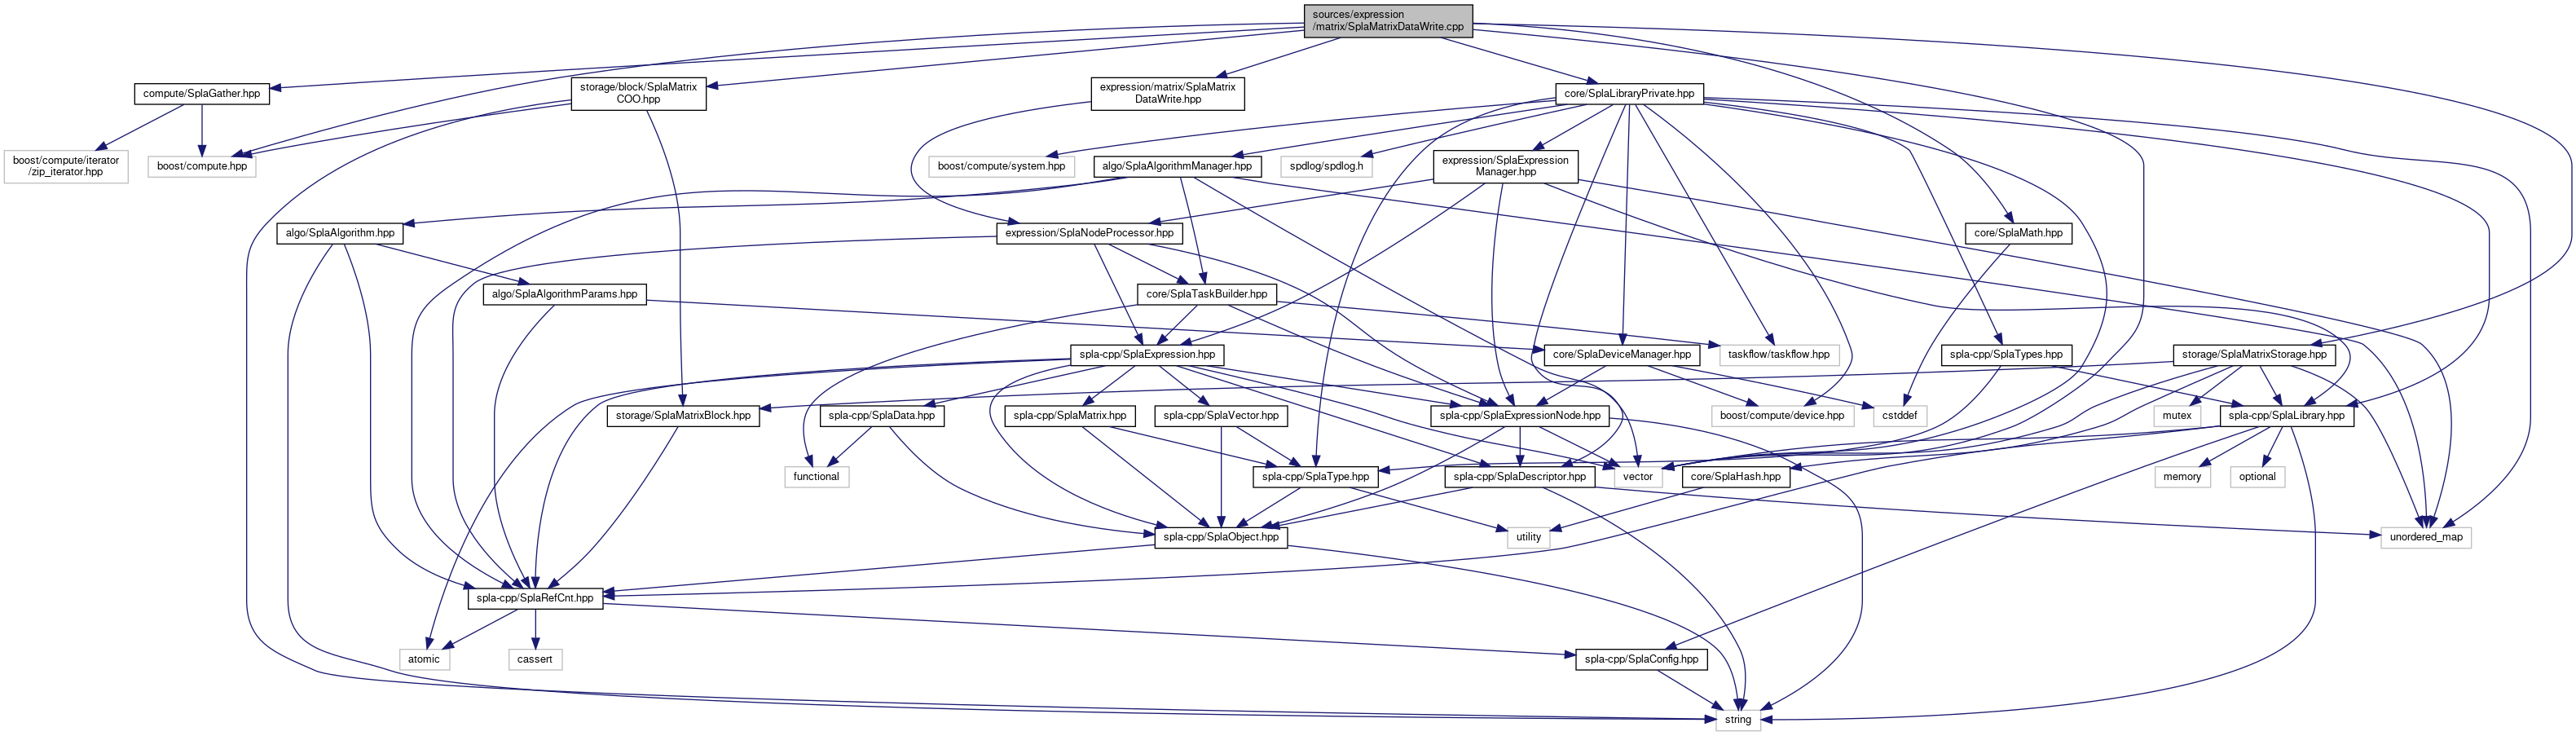 sources/expression
/matrix/SplaMatrixDataWrite.cpp
compute/SplaGather.hpp
storage/block/SplaMatrix
COO.hpp
expression/matrix/SplaMatrix
DataWrite.hpp
core/SplaLibraryPrivate.hpp
boost/compute/iterator
/zip_iterator.hpp
boost/compute.hpp
boost/compute/system.hpp
algo/SplaAlgorithmManager.hpp
spdlog/spdlog.h
expression/SplaExpression
Manager.hpp
algo/SplaAlgorithm.hpp
expression/SplaNodeProcessor.hpp
core/SplaMath.hpp
algo/SplaAlgorithmParams.hpp
core/SplaTaskBuilder.hpp
spla-cpp/SplaExpression.hpp
core/SplaDeviceManager.hpp
taskflow/taskflow.hpp
spla-cpp/SplaTypes.hpp
storage/SplaMatrixStorage.hpp
storage/SplaMatrixBlock.hpp
spla-cpp/SplaData.hpp
spla-cpp/SplaMatrix.hpp
spla-cpp/SplaVector.hpp
spla-cpp/SplaExpressionNode.hpp
boost/compute/device.hpp
cstddef
mutex
spla-cpp/SplaLibrary.hpp
functional
spla-cpp/SplaType.hpp
spla-cpp/SplaDescriptor.hpp
vector
core/SplaHash.hpp
memory
optional
spla-cpp/SplaObject.hpp
utility
unordered_map
spla-cpp/SplaRefCnt.hpp
atomic
cassert
spla-cpp/SplaConfig.hpp
string